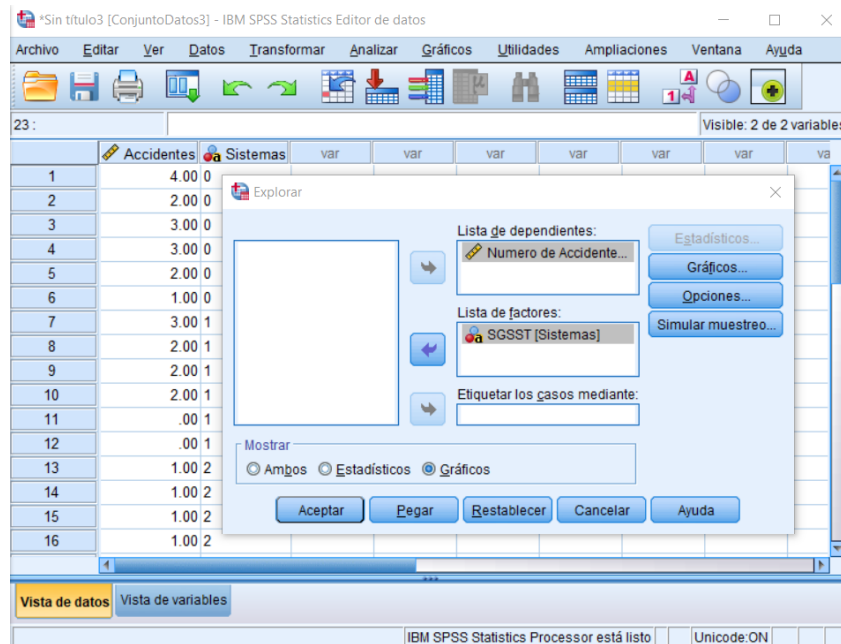 *Sin título3 [ConjuntoDatos3] - IBM SPSS Statistics Editor de datos
Archivo Editar Ver Datos Transformar Analizar Gráficos Utilidades Ampliaciones Ventana Ayuda
23 :
Visible: 2 de 2 variables
Accidentes Sistemas var var var var var var va
1 4.00 0
2 2.00 0
3 3.00 0
4 3.00 0
5 2.00 0
6 1.00 0
7 3.00 1
8 2.00 1
9 2.00 1
10 2.00 1
11 .00 1
12 .00 1
13 1.00 2
14 1.00 2
15 1.00 2
16 1.00 2
Explorar
Lista de dependientes:
Numero de Accidente...
Lista de factores:
SGSST [Sistemas]
Etiquetar los casos mediante:
Estadísticos...
Gráficos...
Opciones...
Simular muestreo...
Mostrar
Ambos Estadísticos Gráficos
Aceptar Pegar Restablecer Cancelar Ayuda
Vista de datos Vista de variables
IBM SPSS Statistics Processor está listo Unicode:ON